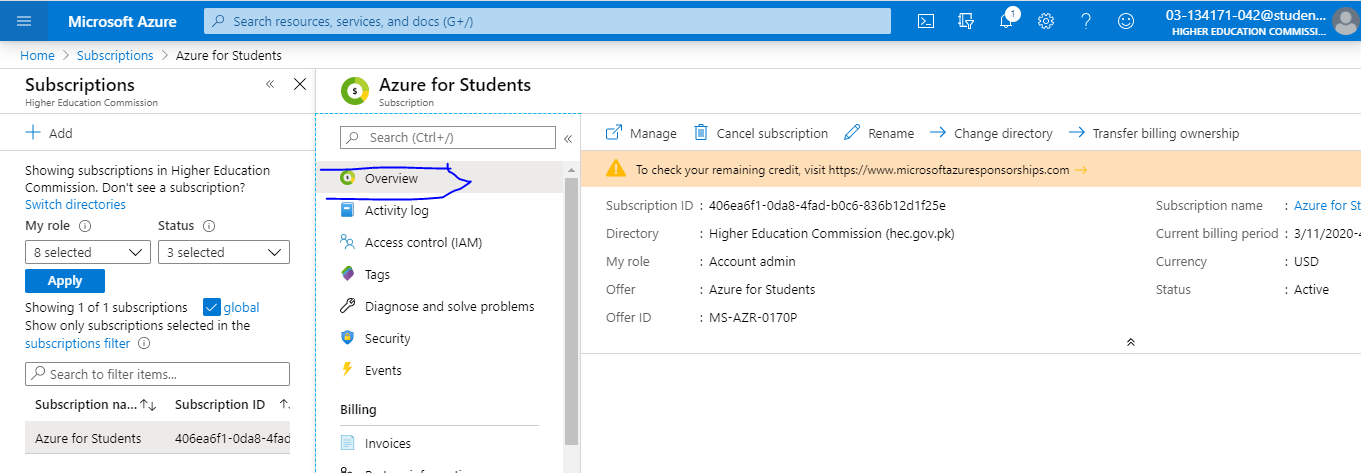 Microsoft Azure
Search resources, services, and docs (G+/)
1
03-134171-042@studen...
HIGHER EDUCATION COMMISSI...
Home > Subscriptions > Azure for Students
Subscriptions
Higher Education Commission
Add
Showing subscriptions in Higher Education
Commission. Don't see a subscription?
Switch directories
My role Status
8 selected 3 selected
Apply
Showing 1 of 1 subscriptions global
Show only subscriptions selected in the
subscriptions filter
Search to filter items...
Subscription na... Subscription ID
Azure for Students 406ea6f1-0da8-4fad
Azure for Students
Subscription
Search (Ctrl+/)
Overview
Activity log
Access control (IAM)
Tags
Diagnose and solve problems
Security
Events
Billing
Invoices
Manage Cancel subscription Rename Change directory Transfer billing ownership
To check your remaining credit, visit https://www.microsoftazuresponsorships.com
Subscription ID : 406ea6f1-0da8-4fad-b0c6-836b12d1f25e
Directory : Higher Education Commission (hec.gov.pk)
My role : Account admin
Offer : Azure for Students
Offer ID : MS-AZR-0170P
Subscription name : Azure for St
Current billing period : 3/11/2020-4
Currency : USD
Status : Active